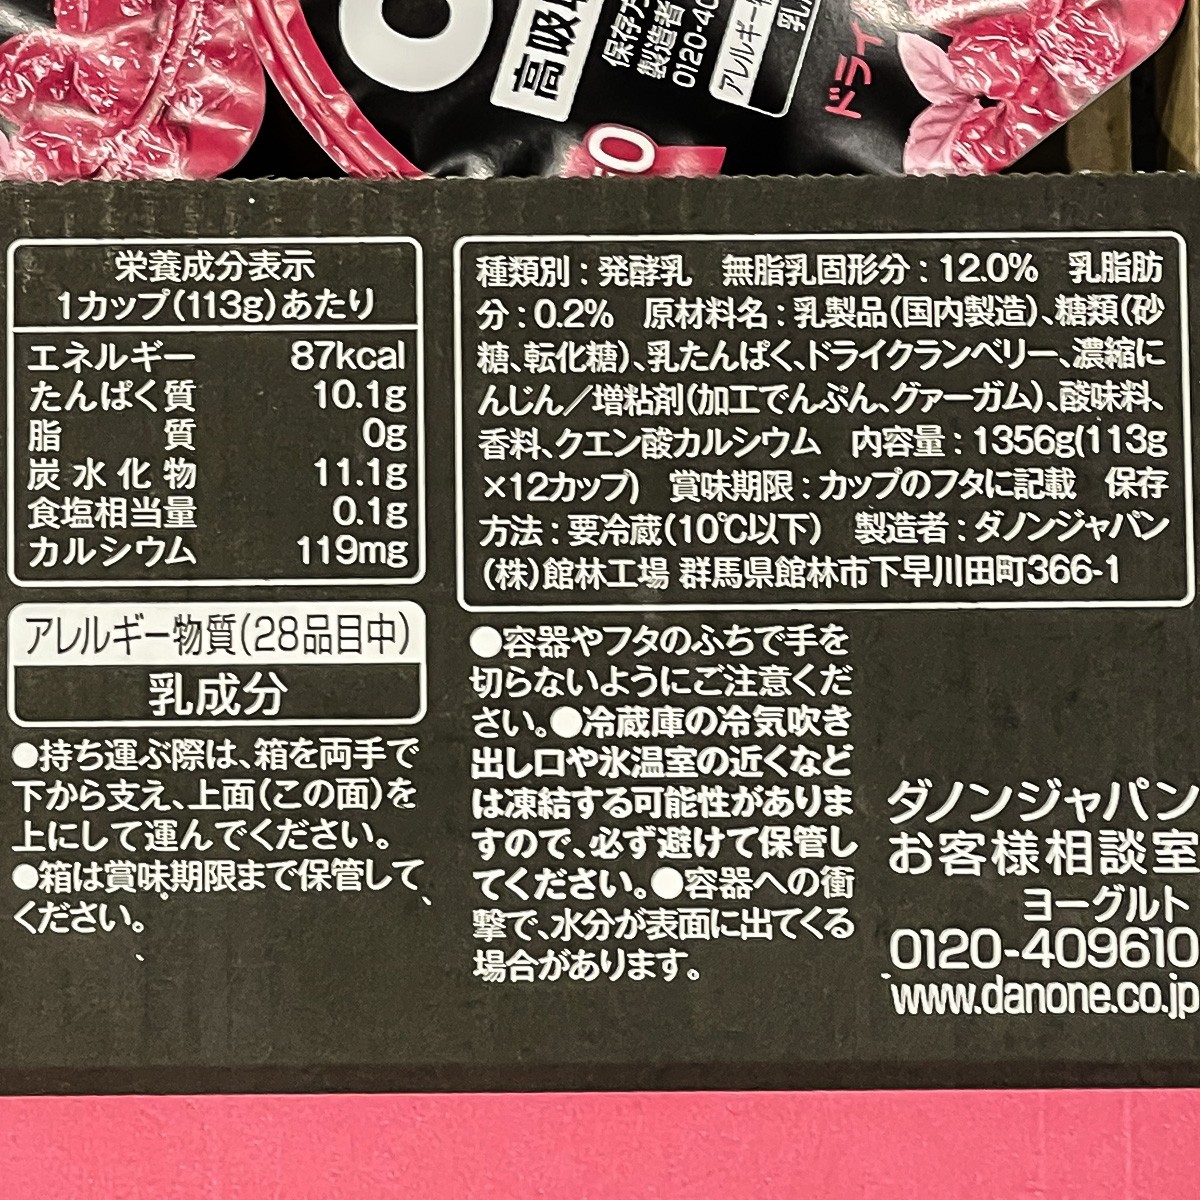 高吸
保存方
製造者
0120-40
アレルギー
乳
ドライ
栄養成分表示
1カップ(113g)あたり
エネルギー 87kcal
たんぱく質 10.1g
脂質 0g
炭水化物 11.1g
食塩相当量 0.1g
カルシウム 119mg
アレルギー物質(28品目中)
乳成分
●持ち運ぶ際は、箱を両手で
下から支え、上面(この面)を
上にして運んでください。
●箱は賞味期限まで保管して
ください。
種類別:発酵乳 無脂乳固形分:12.0% 乳脂肪
分:0.2% 原材料名:乳製品(国内製造)、糖類(砂
糖、転化糖)、乳たんぱく、ドライクランベリー、濃縮に
んじん/増粘剤(加工でんぷん、グァーガム)、酸味料、
香料、クエン酸カルシウム 内容量:1356g(113g
×12カップ) 賞味期限:カップのフタに記載 保存
方法:要冷蔵(10℃以下) 製造者:ダノンジャパン
(株)館林工場 群馬県館林市下早川田町366-1
●容器やフタのふちで手を
切らないようにご注意くだ
さい。●冷蔵庫の冷気吹き
出し口や氷温室の近くなど
は凍結する可能性がありま
すので、必ず避けて保管し
てください。●容器への衝
撃で、水分が表面に出てくる
場合があります。
ダノンジャパン
お客様相談室
ヨーグルト
0120-409610
www.danone.co.jp